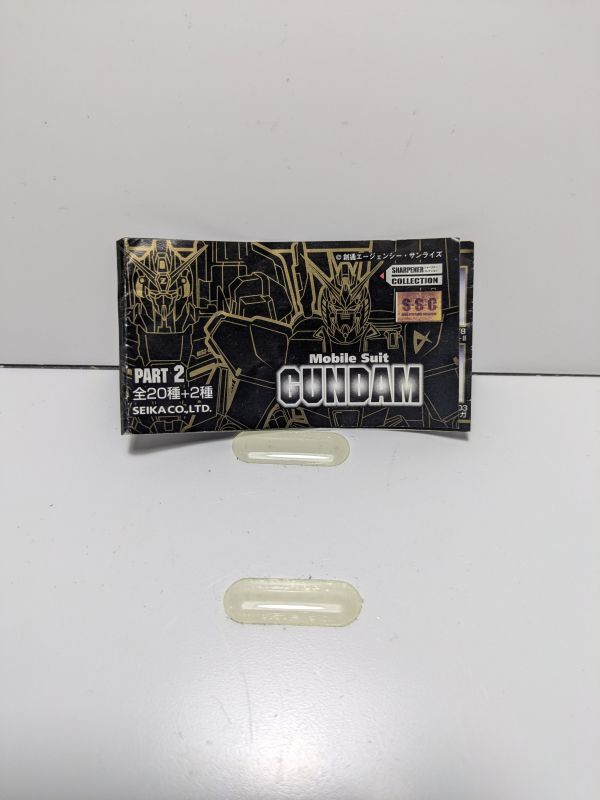 ©創通エージェンシー・サンライズ
SHARPENER
COLLECTION
S·S·C
Mobile Suit
GUNDAM
PART 2
全20種+2種
SEIKA CO.,LTD.